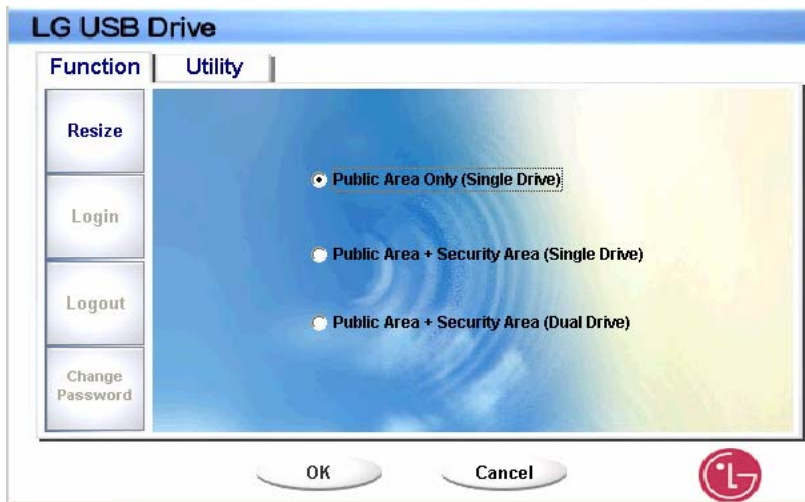 LG USB Drive
Function Utility
Resize
Login
Logout
Change
Password
Public Area Only (Single Drive)
Public Area + Security Area (Single Drive)
Public Area + Security Area (Dual Drive)
OK Cancel